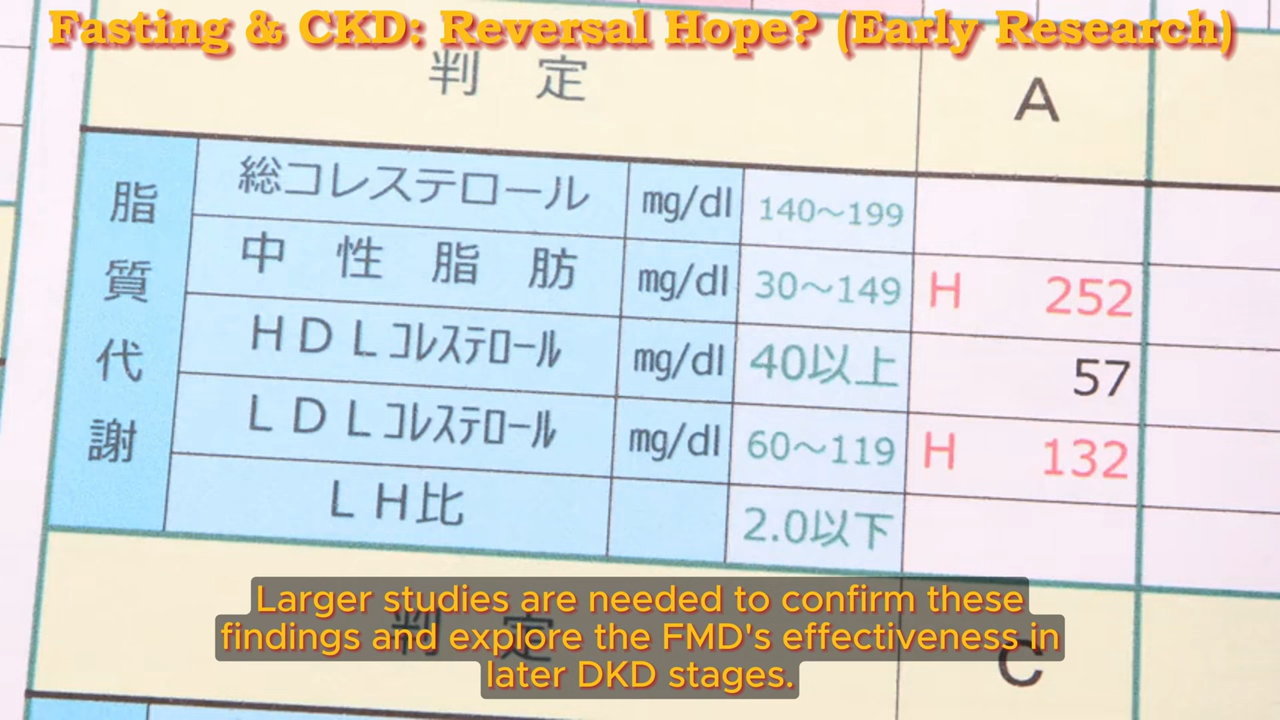 Fasting & CKD: Reversal Hope? (Early Research)
判 定 A
脂質代謝
総コレステロール mg/dl 140～199
中 性 脂 肪 mg/dl 30～149 H 252
ＨＤＬコレステロール mg/dl 40以上 57
ＬＤＬコレステロール mg/dl 60～119 H 132
ＬＨ比 2.0以下
判 定 C
Larger studies are needed to confirm these
findings and explore the FMD's effectiveness in
later DKD stages.